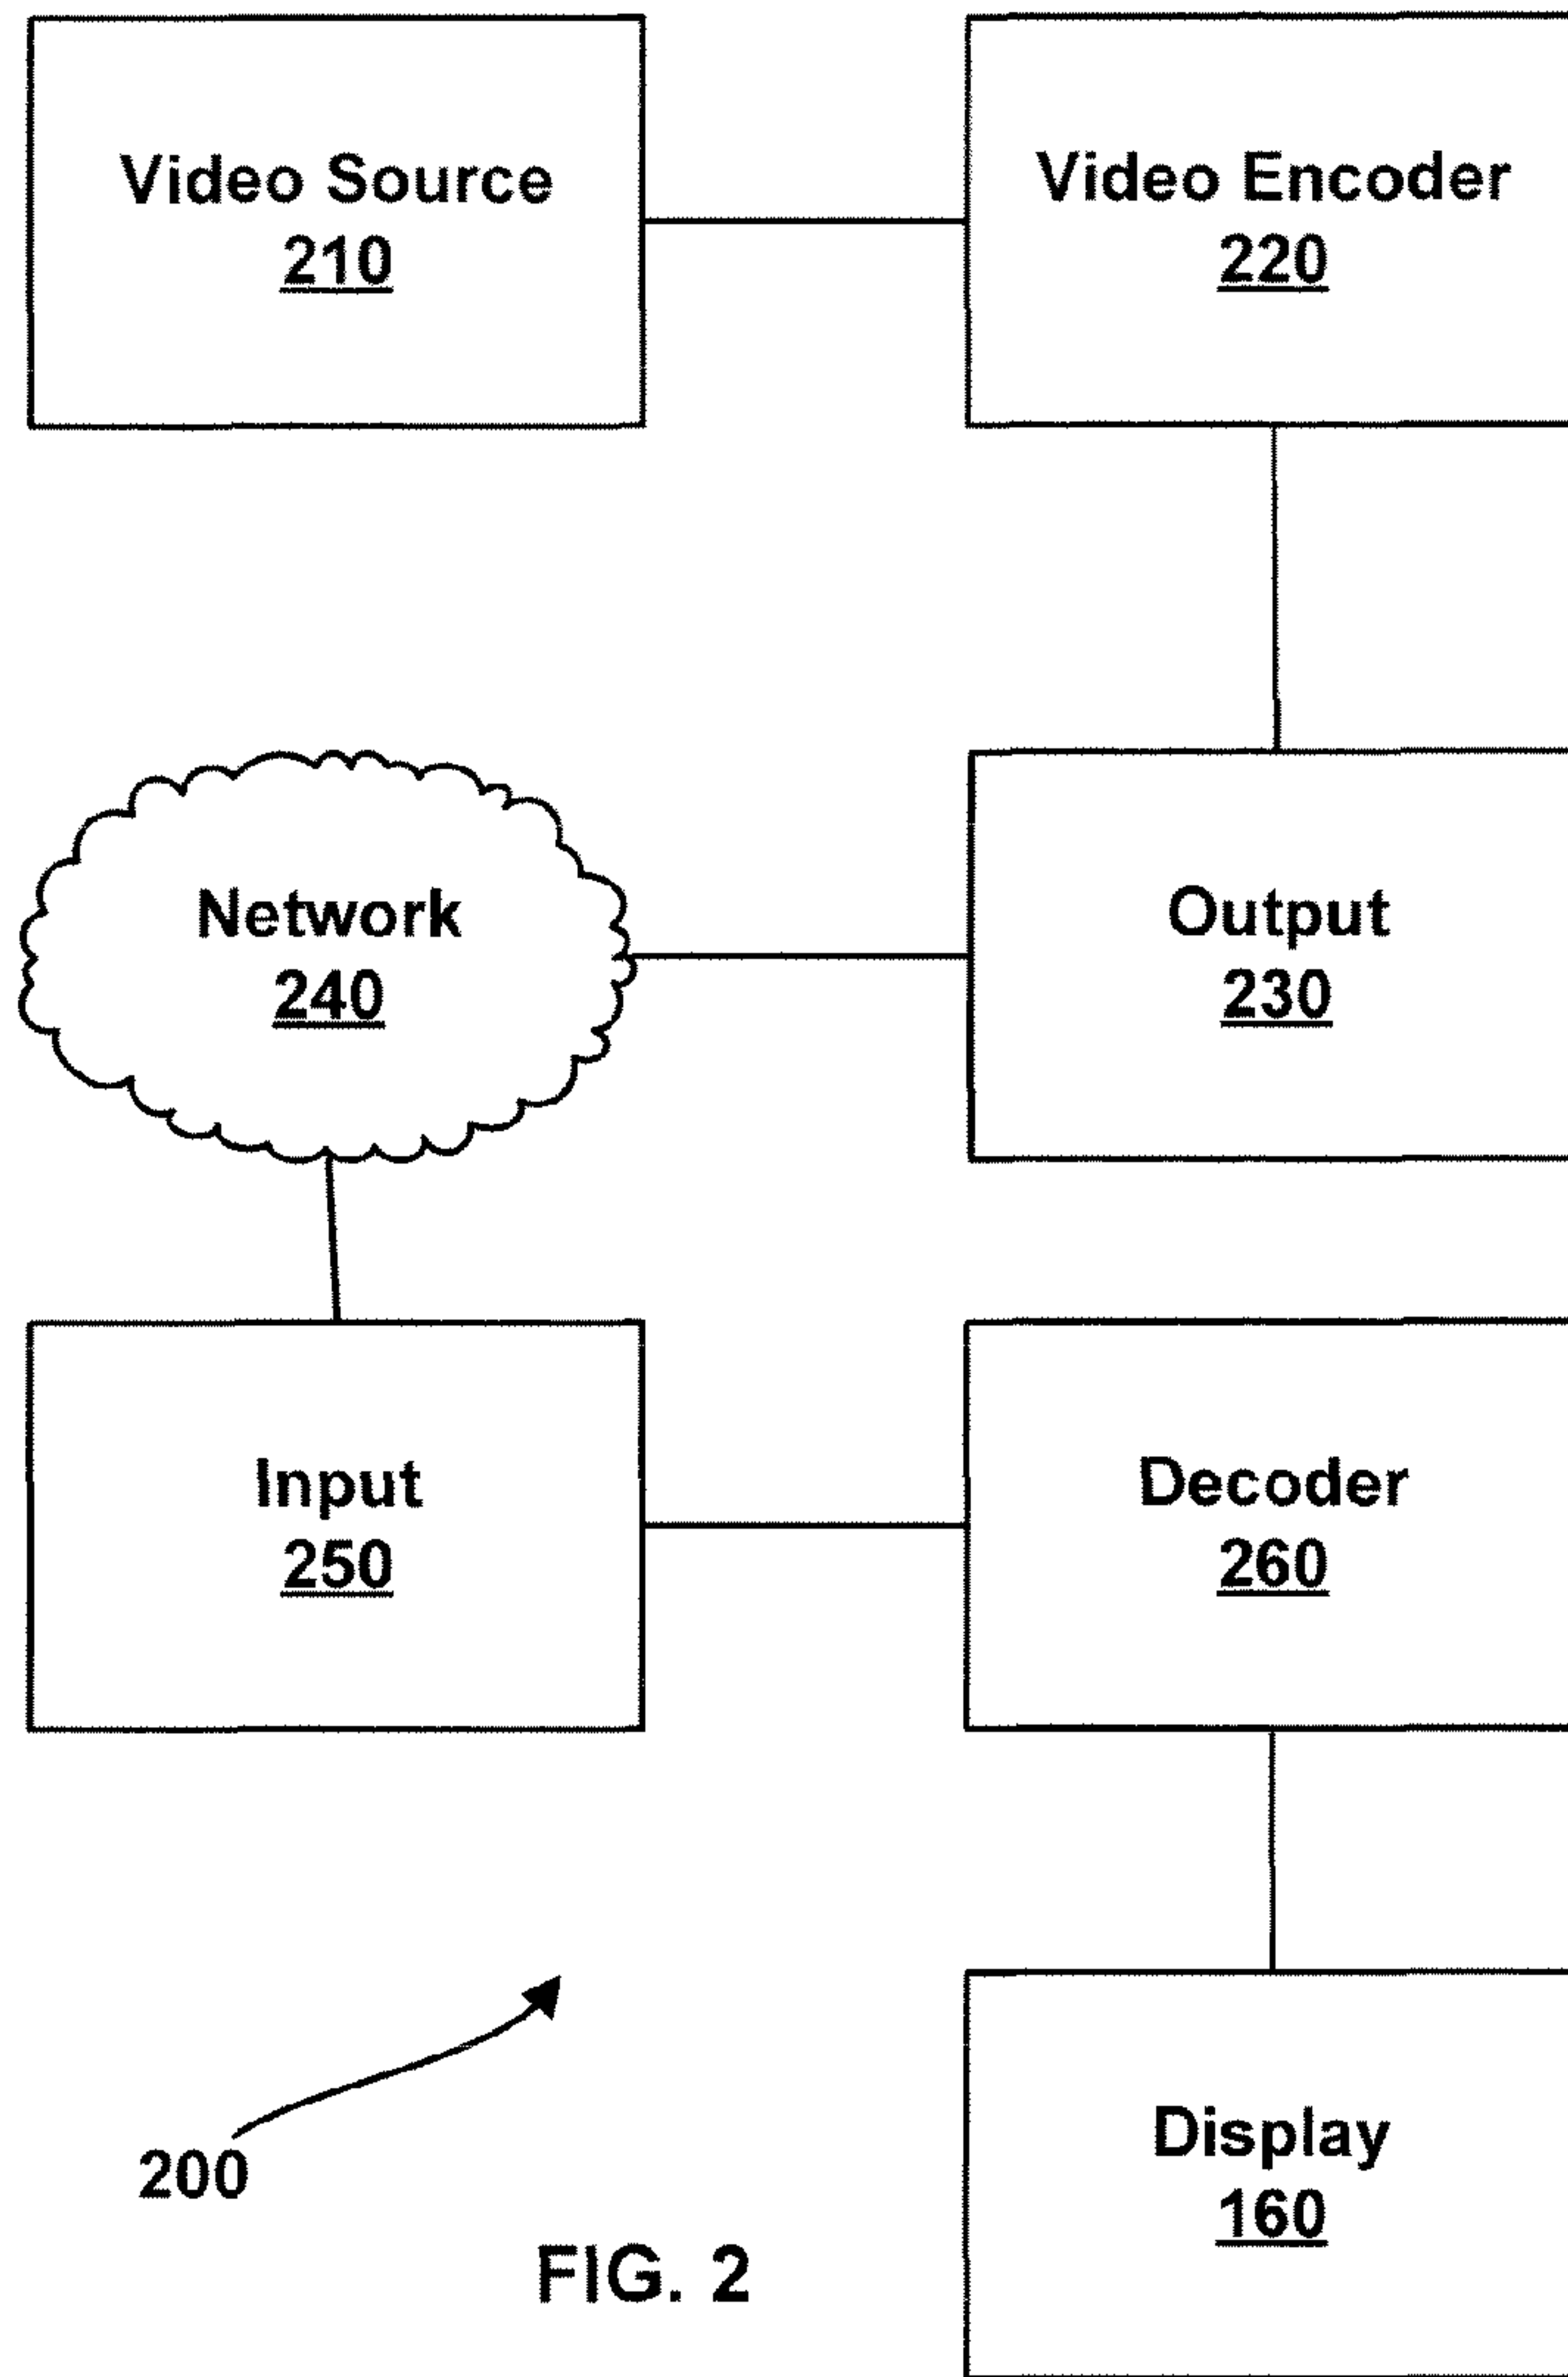 Video Source
210
Video Encoder
220
Network
240
Output
230
Input
250
Decoder
260
200
Display
160
FIG. 2